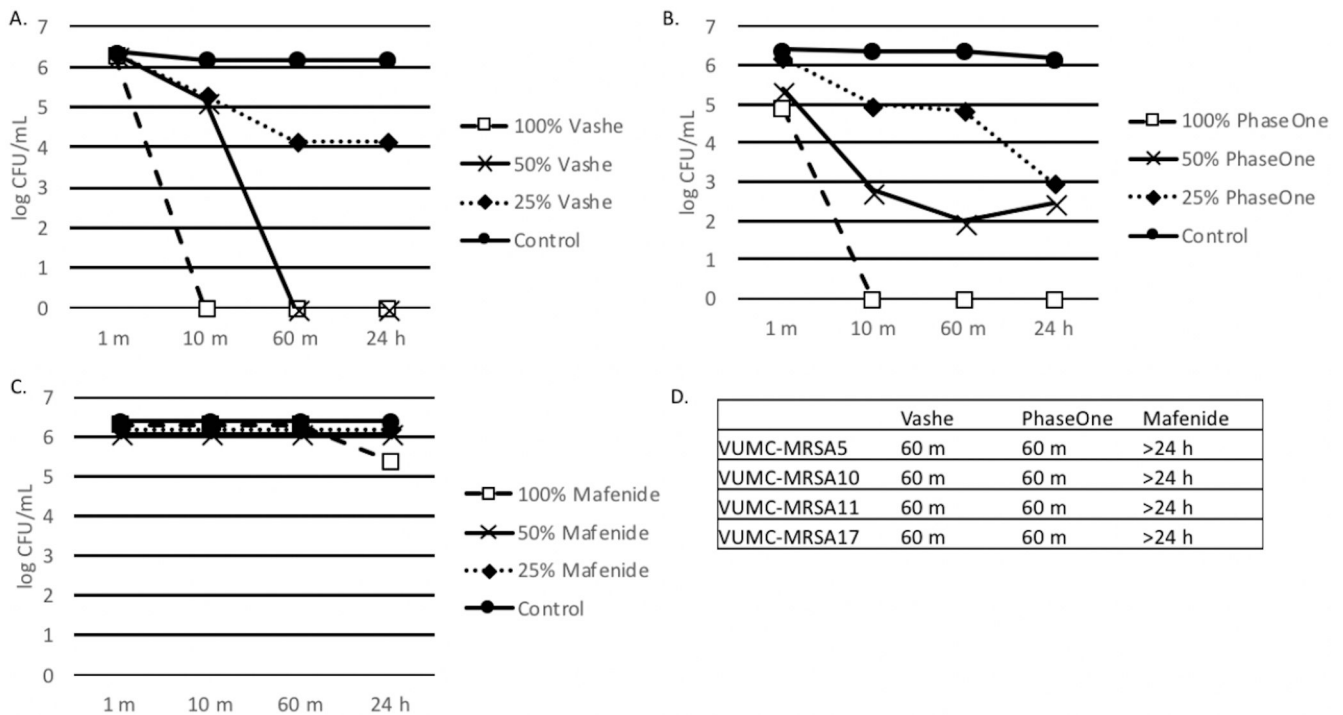 A.
7
6
5
4
3
2
1
0
log CFU/mL
1 m 10 m 60 m 24 h
100% Vashe
50% Vashe
25% Vashe
Control
B.
7
6
5
4
3
2
1
0
log CFU/mL
1 m 10 m 60 m 24 h
100% PhaseOne
50% PhaseOne
25% PhaseOne
Control
C.
7
6
5
4
3
2
1
0
log CFU/mL
1 m 10 m 60 m 24 h
100% Mafenide
50% Mafenide
25% Mafenide
Control
D.
Vashe PhaseOne Mafenide
VUMC-MRSA5 60 m 60 m >24 h
VUMC-MRSA10 60 m 60 m >24 h
VUMC-MRSA11 60 m 60 m >24 h
VUMC-MRSA17 60 m 60 m >24 h